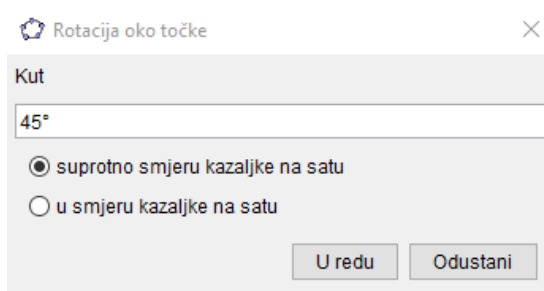 Rotacija oko točke
Kut
45°
suprotno smjeru kazaljke na satu
u smjeru kazaljke na satu
U redu Odustani